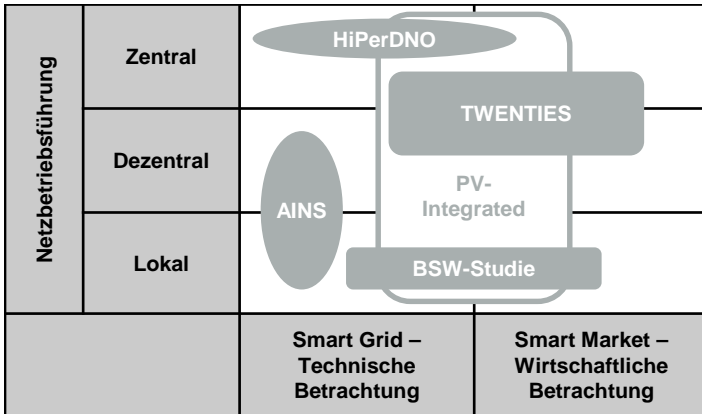 Netzbetriebsführung
Zentral
Dezentral
Lokal
HiPerDNO
TWENTIES
AINS
PV-
Integrated
BSW-Studie
Smart Grid –
Technische
Betrachtung
Smart Market –
Wirtschaftliche
Betrachtung